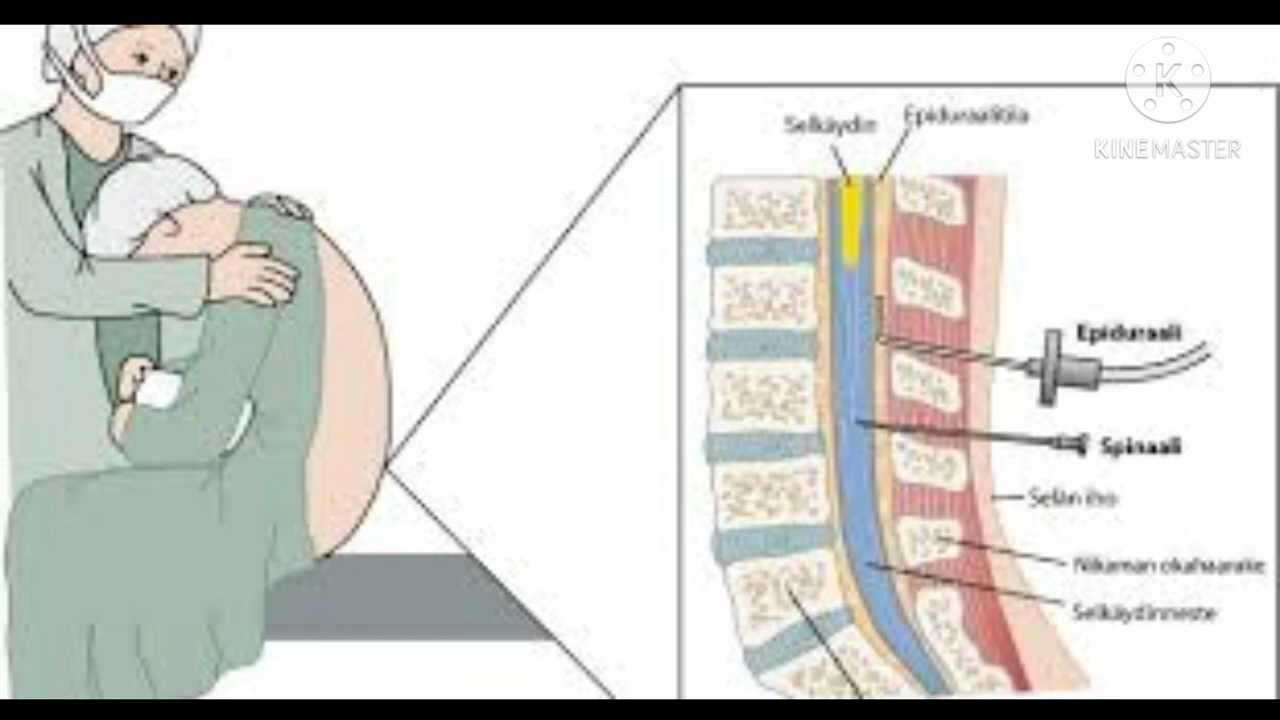 K
KINEMASTER
Selkäydin
Epiduraalitila
Epiduraali
Spinaali
Selän iho
Nikaman okahaarake
Selkäydinneste